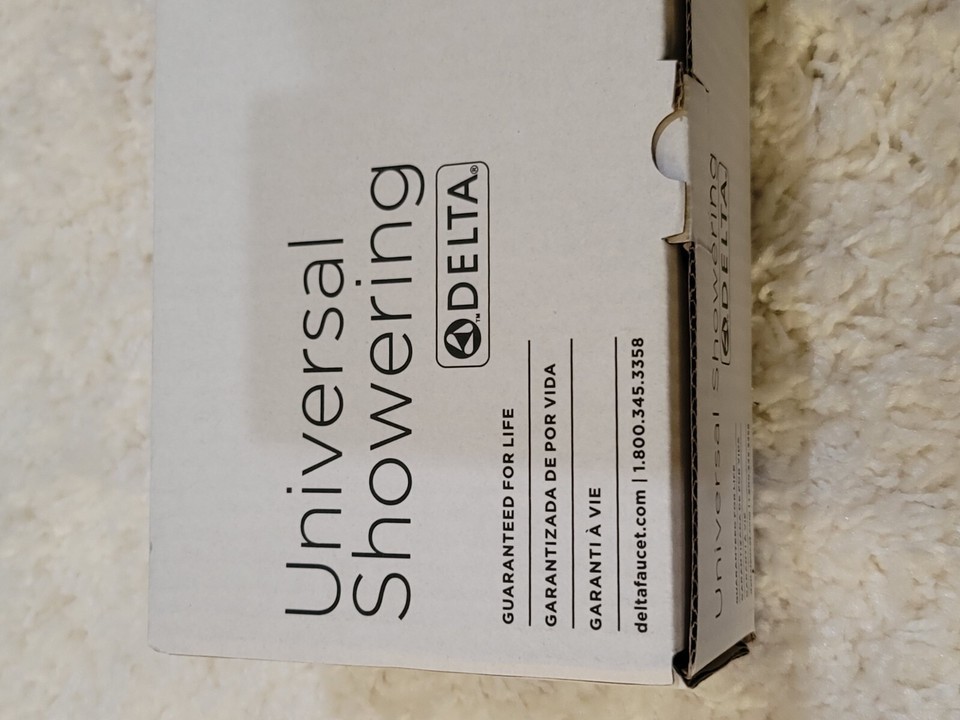 Universal
Showering
™DELTA®
GUARANTEED FOR LIFE
GARANTIZADA DE POR VIDA
GARANTI À VIE
deltafaucet.com | 1.800.345.3358
Universal Showering
DELTA